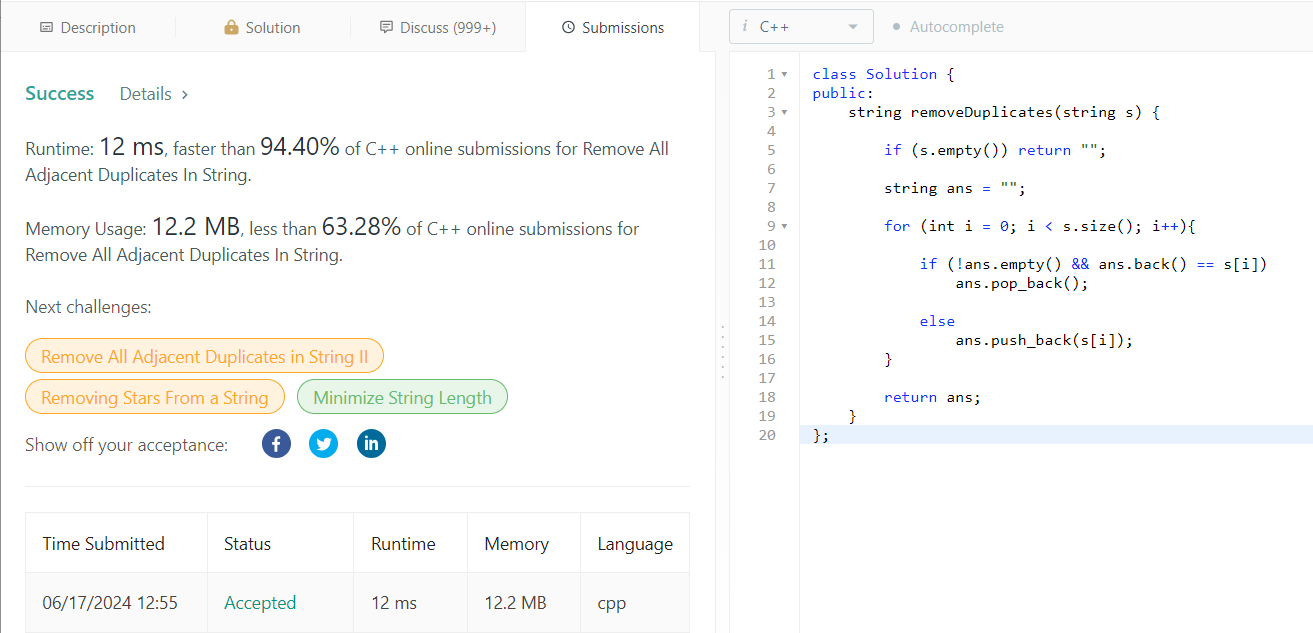 Description
Solution
Discuss (999+)
Submissions
Success Details >
Runtime: 12 ms, faster than 94.40% of C++ online submissions for Remove All
Adjacent Duplicates In String.
Memory Usage: 12.2 MB, less than 63.28% of C++ online submissions for
Remove All Adjacent Duplicates In String.
Next challenges:
Remove All Adjacent Duplicates in String II
Removing Stars From a String
Minimize String Length
Show off your acceptance:
Time Submitted Status Runtime Memory Language
06/17/2024 12:55 Accepted 12 ms 12.2 MB cpp
i C++
Autocomplete
1 class Solution {
2 public:
3     string removeDuplicates(string s) {
4
5         if (s.empty()) return "";
6
7         string ans = "";
8
9         for (int i = 0; i < s.size(); i++){
10
11             if (!ans.empty() && ans.back() == s[i])
12                 ans.pop_back();
13
14             else
15                 ans.push_back(s[i]);
16         }
17
18         return ans;
19     }
20 };